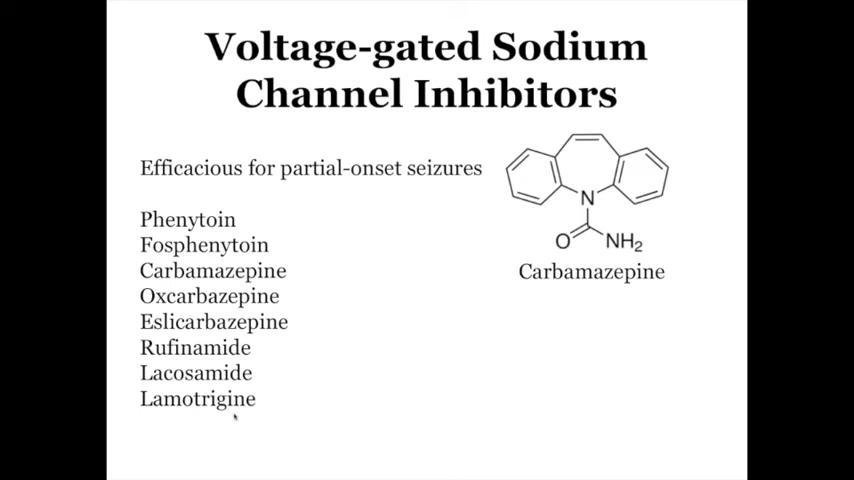 Voltage-gated Sodium
Channel Inhibitors
Efficacious for partial-onset seizures
Phenytoin
Fosphenytoin
Carbamazepine
Oxcarbazepine
Eslicarbazepine
Rufinamide
Lacosamide
Lamotrigine
N
O NH₂
Carbamazepine